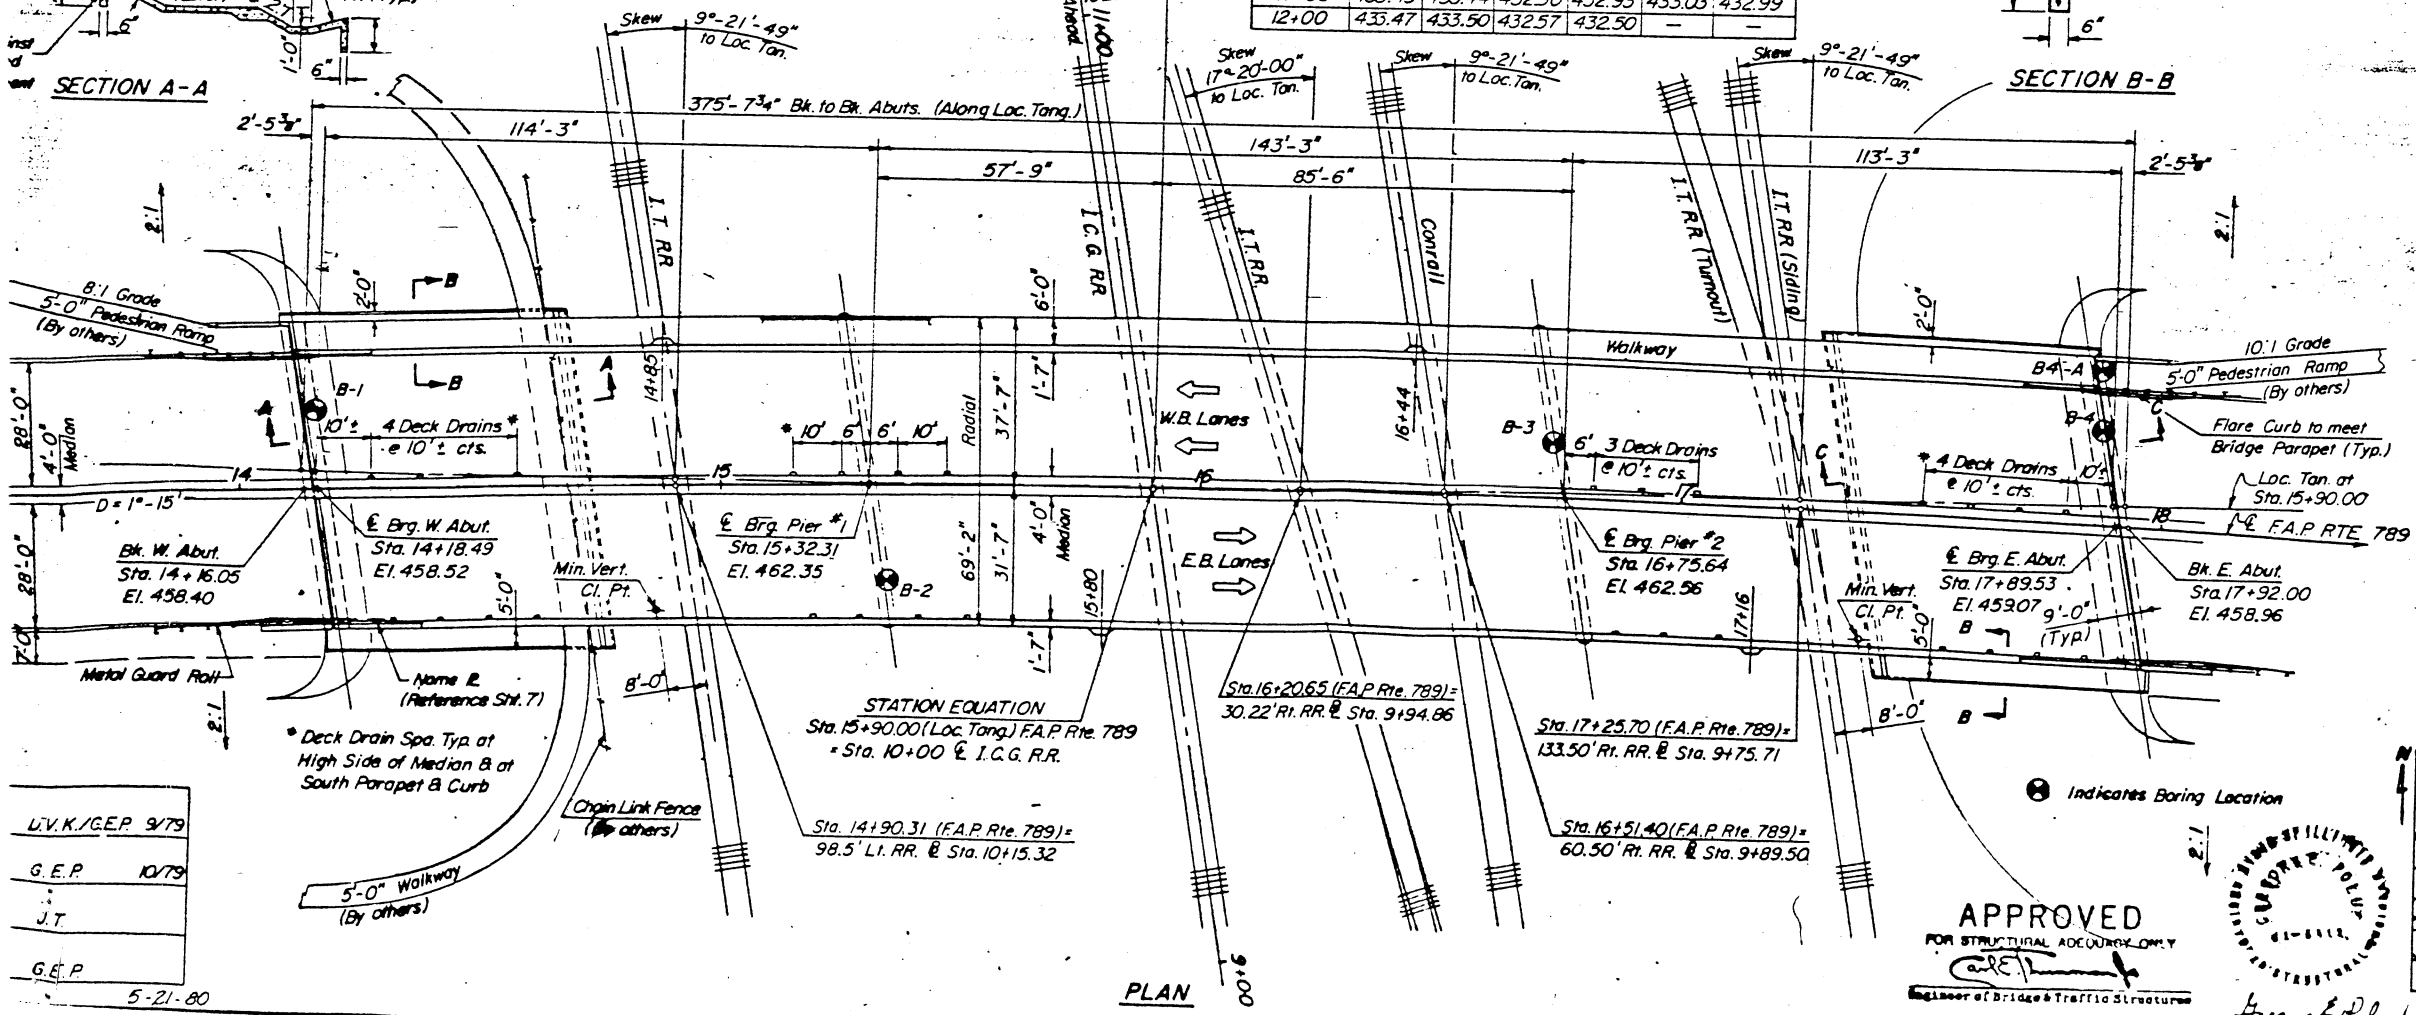 12+00 433.47 433.50 432.57 432.50 — —
6"
1'-0"
6"
SECTION A-A
Skew 9°-21'-49"
to Loc. Tan.
11+00
Skew
17°-20'-00"
to Loc. Tan.
Skew 9°-21'-49"
to Loc. Tan.
Skew 9°-21'-49"
to Loc. Tan.
6"
SECTION B-B
375'-7¾" Bk. to Bk. Abuts. (Along Loc. Tang.)
2'-5⅜"
114'-3"
143'-3"
113'-3"
2'-5⅜"
57'-9"
85'-6"
2:1
2:1
I.T. RR
I.C.G RR
I.T.RR.
Conrail
I.T. RR (Turnout)
I.T RR (Siding)
8:1 Grade
5'-0" Pedestrian Ramp
(By others)
2'-0"
B
B
A
A
B-1
14+85
6'-0"
1'-7"
Radial
37'-7"
W.B. Lanes
16+44
Walkway
2'-0"
B4-A
B-4
C
C
10:1 Grade
5'-0" Pedestrian Ramp
(By others)
Flare Curb to meet
Bridge Parapet (Typ.)
28'-0"
4'-0"
Median
10'± 4 Deck Drains *
@ 10'± cts.
* 10' 6' 6' 10'
B-3
6' 3 Deck Drains
@ 10'± cts.
* 4 Deck Drains 10'±
@ 10'± cts.
Loc. Tan. at
Sta. 15+90.00
14
15
16
17
18
D = 1°-15'
℄ F.A.P. RTE 789
28'-0"
7'-0"
Bk. W. Abut.
Sta. 14+16.05
El. 458.40
℄ Brg. W. Abut.
Sta. 14+18.49
El. 458.52
℄ Brg. Pier #1
Sta. 15+32.31
El. 462.35
B-2
Min. Vert.
Cl. Pt.
5'-0"
69'-2"
31'-7"
4'-0"
Median
1'-7"
15+80
E.B. Lanes
℄ Brg. Pier #2
Sta. 16+75.64
El. 462.56
17+16
Min. Vert.
Cl. Pt.
5'-0"
℄ Brg. E. Abut.
Sta. 17+89.53
El. 459.07
9'-0"
(Typ.)
Bk. E. Abut.
Sta. 17+92.00
El. 458.96
B
B
Metal Guard Rail
2:1
Name ⅊
(Reference Sht. 7)
8'-0"
8'-0"
* Deck Drain Spa. Typ. at
High Side of Median & at
South Parapet & Curb
STATION EQUATION
Sta. 15+90.00 (Loc. Tang.) F.A.P. Rte. 789
= Sta. 10+00 ℄ I.C.G. R.R.
Sta. 16+20.65 (F.A.P. Rte. 789)=
30.22' Rt. RR. ⅊ Sta. 9+94.86
Sta. 17+25.70 (F.A.P. Rte. 789)=
133.50' Rt. RR. ⅊ Sta. 9+75.71
Chain Link Fence
(By others)
Sta. 14+90.31 (F.A.P. Rte. 789)=
98.5' Lt. RR. ⅊ Sta. 10+15.32
Sta. 16+51.40 (F.A.P. Rte. 789)=
60.50' Rt. RR. ⅊ Sta. 9+89.50
Indicates Boring Location
N
2:1
5'-0" Walkway
(By others)
D.V.K./G.E.P. 9/79
G.E.P. 10/79
J.T.
G.E.P.
5-21-80
9+00
PLAN
APPROVED
FOR STRUCTURAL ADEQUACY ONLY
Engineer of Bridge & Traffic Structures